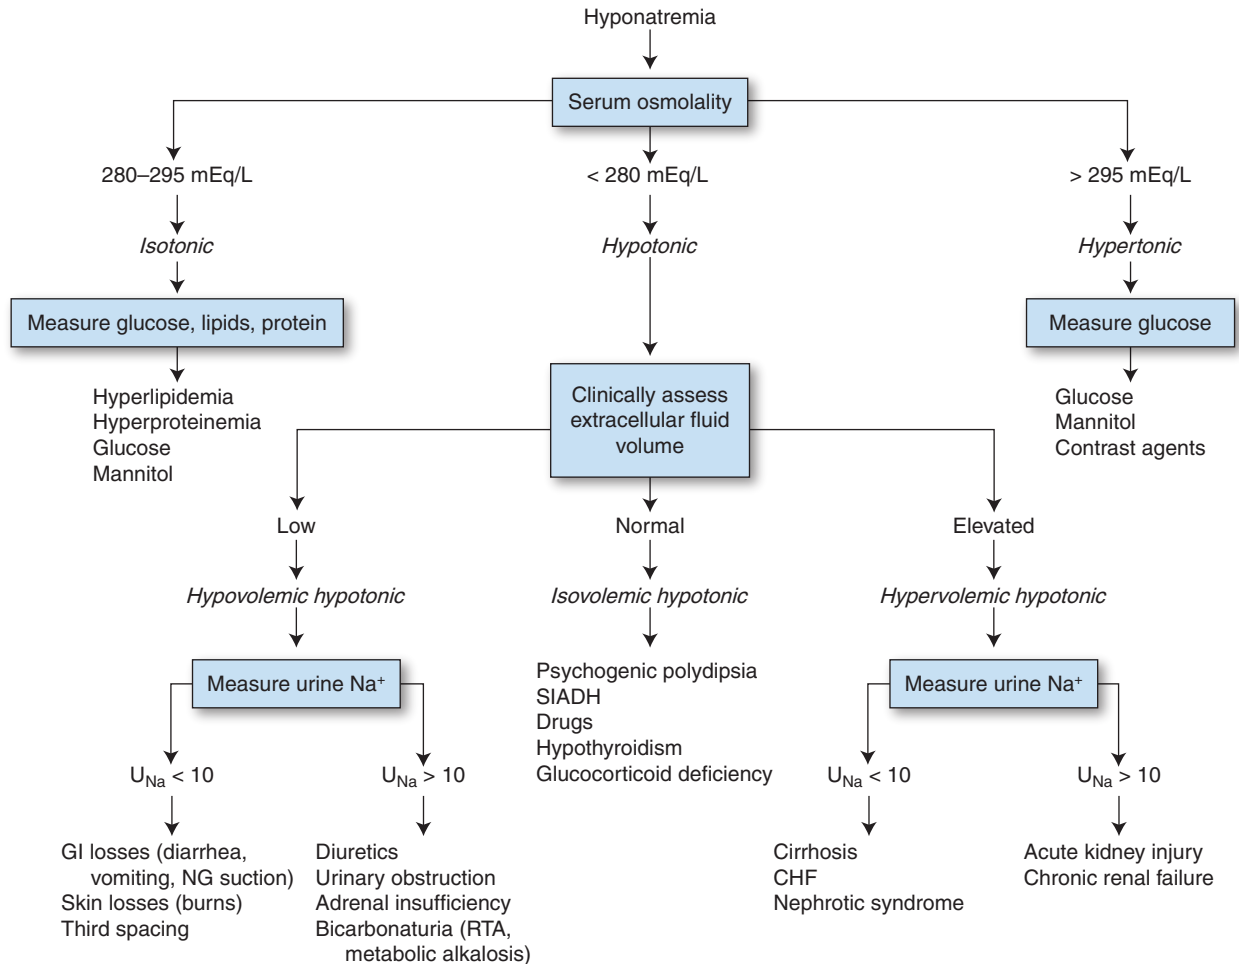 Hyponatremia
Serum osmolality
280–295 mEq/L
< 280 mEq/L
> 295 mEq/L
Isotonic
Hypotonic
Hypertonic
Measure glucose, lipids, protein
Measure glucose
Hyperlipidemia
Hyperproteinemia
Glucose
Mannitol
Clinically assess
extracellular fluid
volume
Glucose
Mannitol
Contrast agents
Low
Normal
Elevated
Hypovolemic hypotonic
Isovolemic hypotonic
Hypervolemic hypotonic
Measure urine Na⁺
Psychogenic polydipsia
SIADH
Drugs
Hypothyroidism
Glucocorticoid deficiency
Measure urine Na⁺
U_Na < 10
U_Na > 10
U_Na < 10
U_Na > 10
GI losses (diarrhea,
vomiting, NG suction)
Skin losses (burns)
Third spacing
Diuretics
Urinary obstruction
Adrenal insufficiency
Bicarbonaturia (RTA,
metabolic alkalosis)
Cirrhosis
CHF
Nephrotic syndrome
Acute kidney injury
Chronic renal failure